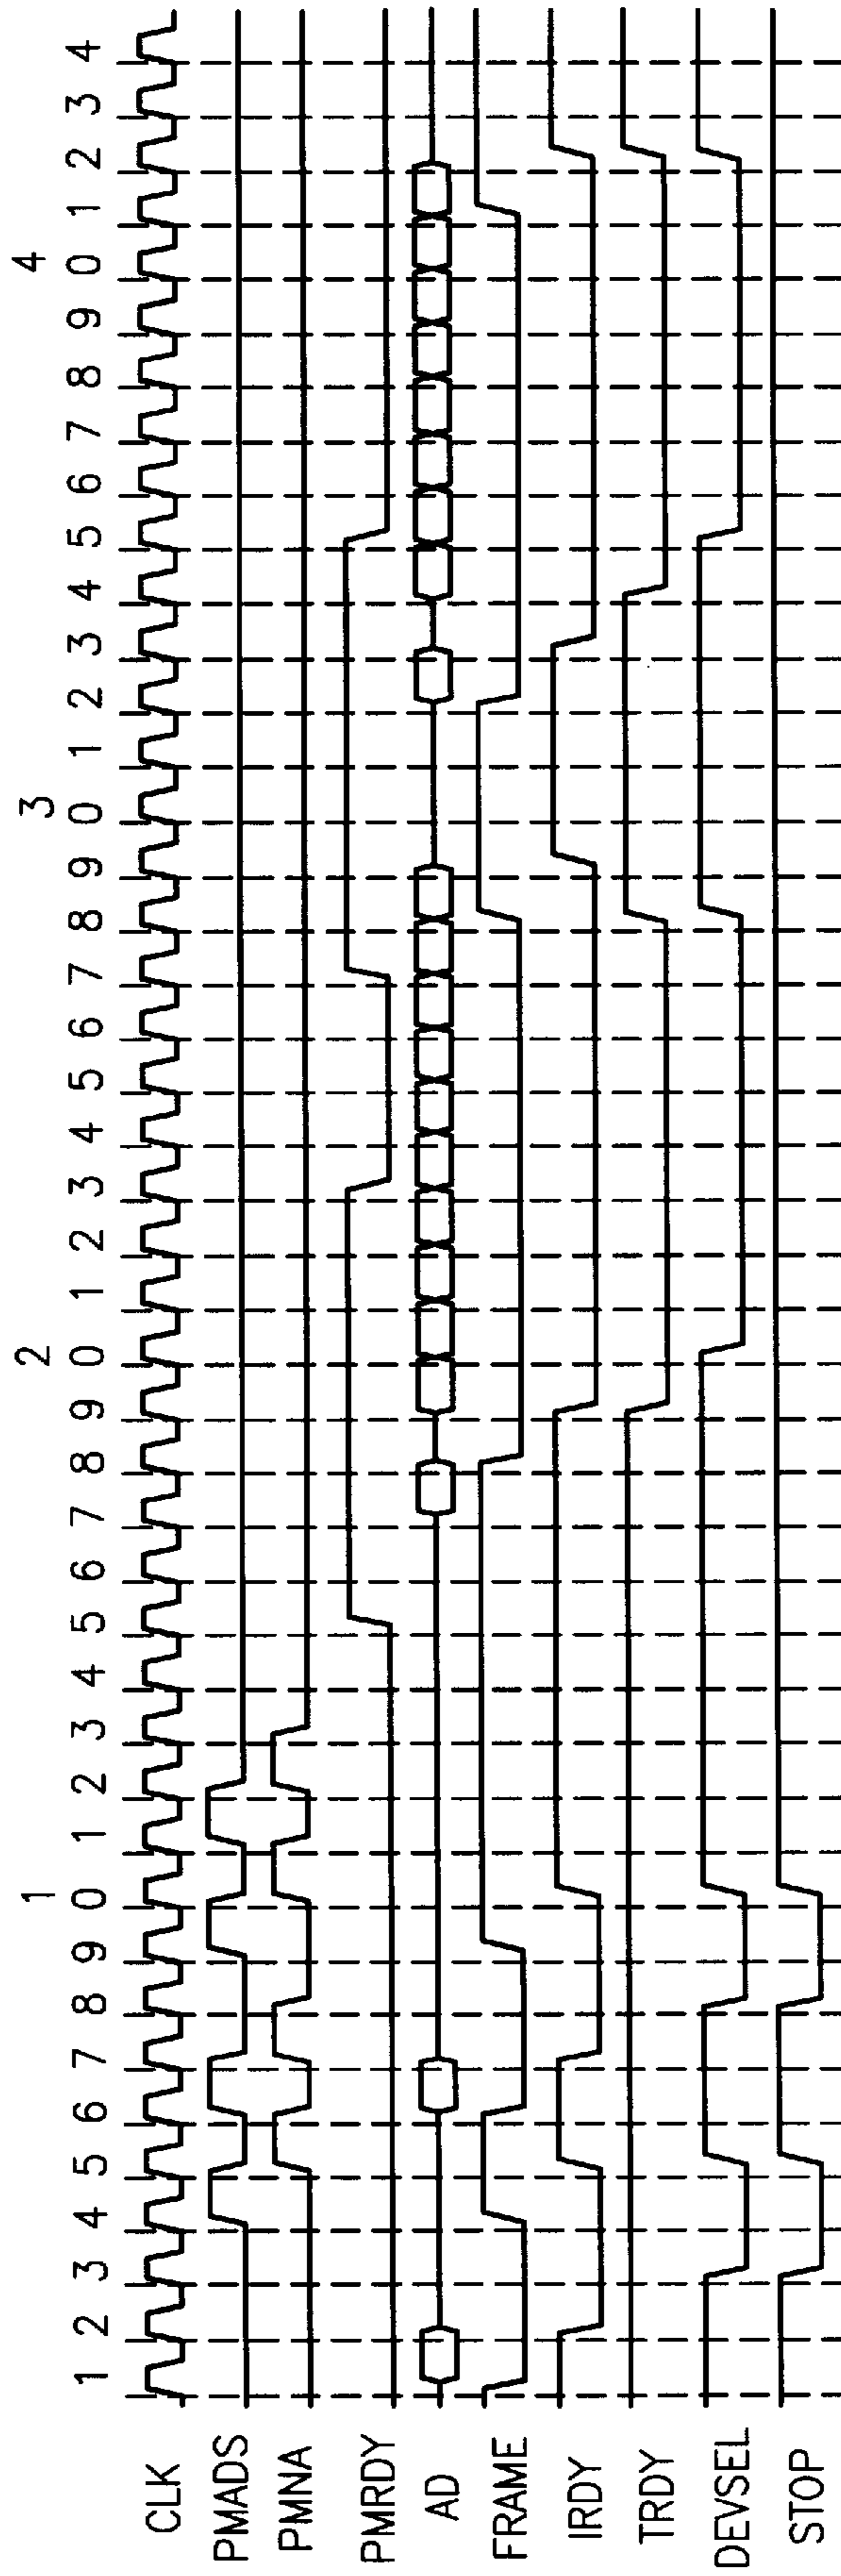 1 2 3 4
1 2 3 4 5 6 7 8 9 0 1 2 3 4 5 6 7 8 9 0 1 2 3 4 5 6 7 8 9 0 1 2 3 4 5 6 7 8 9 0 1 2 3 4
CLK
PMADS
PMNA
PMRDY
AD
FRAME
IRDY
TRDY
DEVSEL
STOP